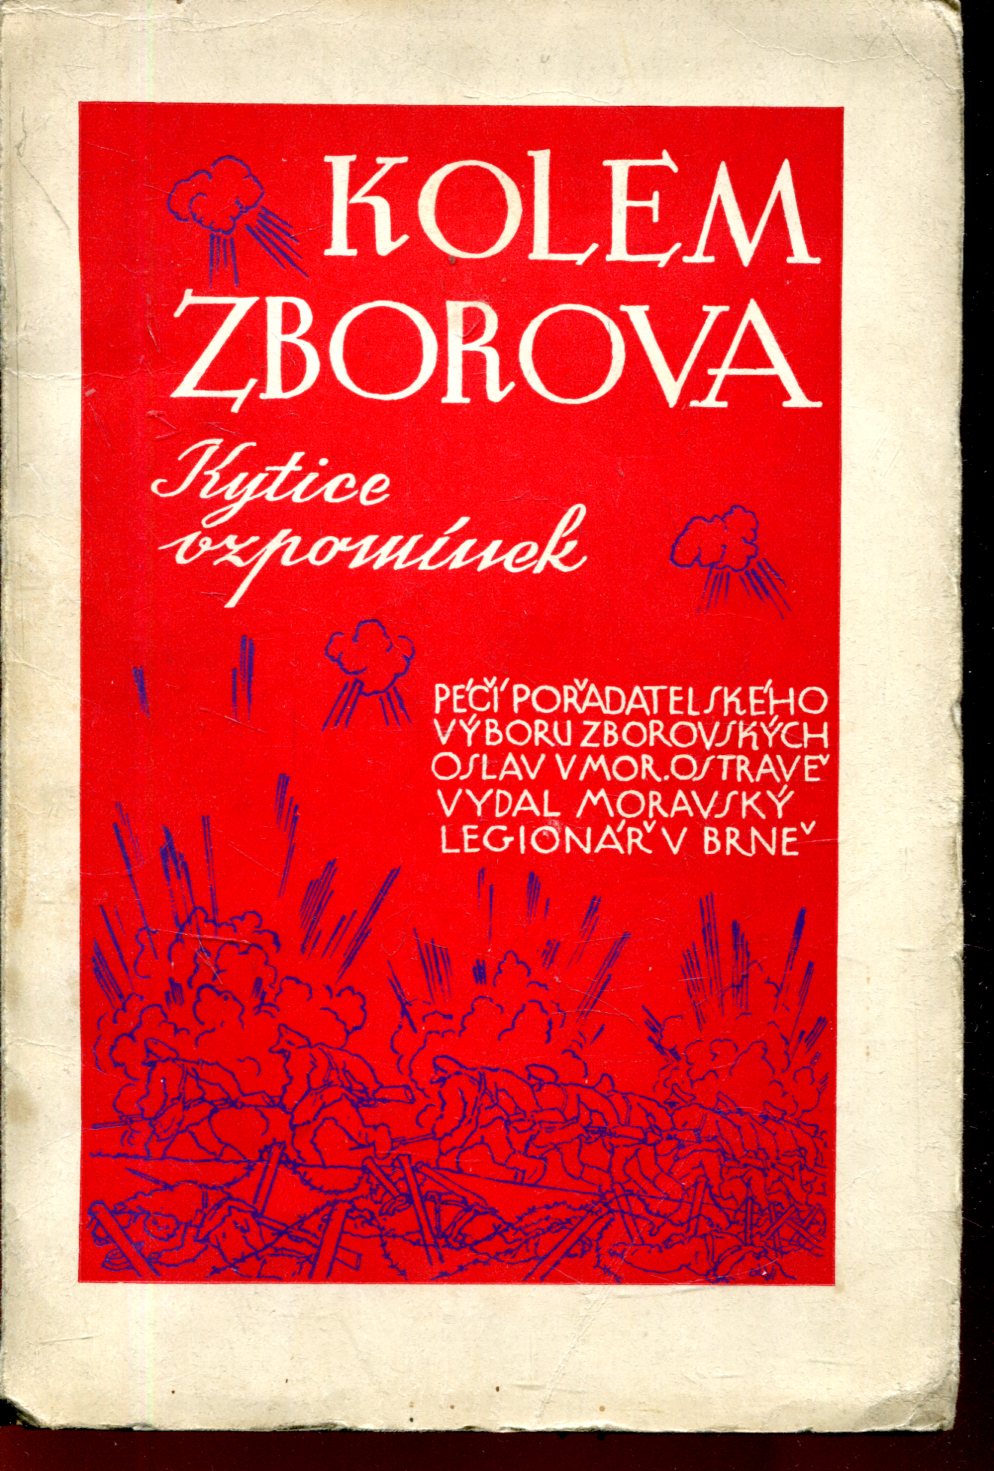 KOLEM
ZBOROVA
Kytice
vzpomínek
PÉČÍ POŘADATELSKÉHO
VÝBORU ZBOROVSKÝCH
OSLAV V MOR. OSTRAVĚ
VYDAL MORAVSKÝ
LEGIONÁŘ V BRNĚ